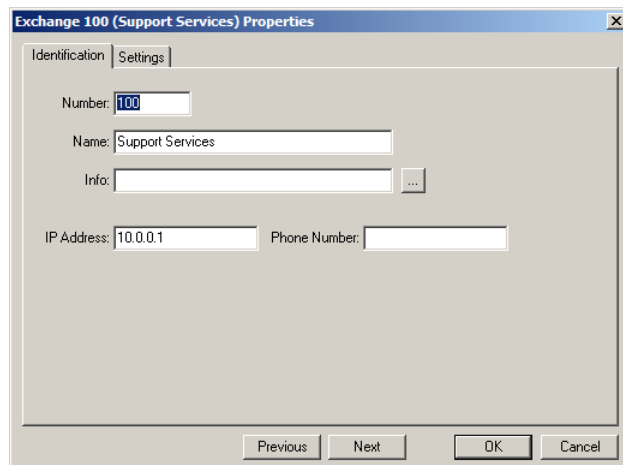 Exchange 100 (Support Services) Properties
Identification Settings
Number: 100
Name: Support Services
Info: ...
IP Address: 10.0.0.1 Phone Number:
Previous Next OK Cancel